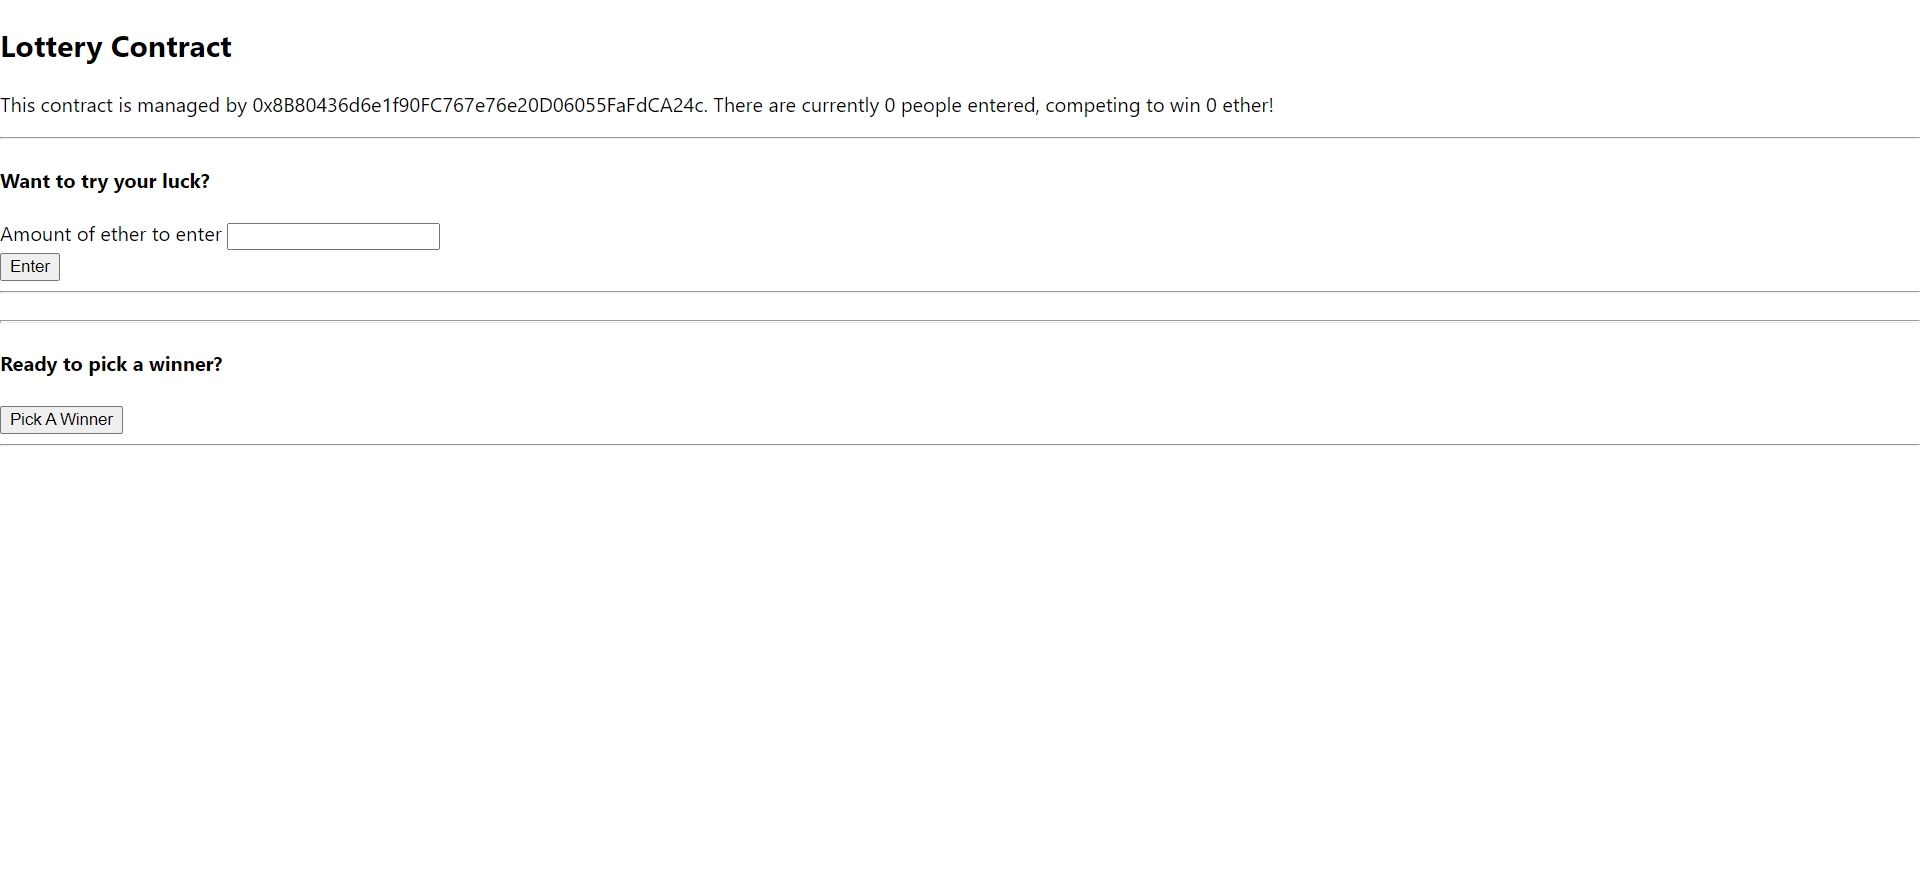 Lottery Contract
This contract is managed by 0x8B80436d6e1f90FC767e76e20D06055FaFdCA24c. There are currently 0 people entered, competing to win 0 ether!
Want to try your luck?
Amount of ether to enter
Enter
Ready to pick a winner?
Pick A Winner